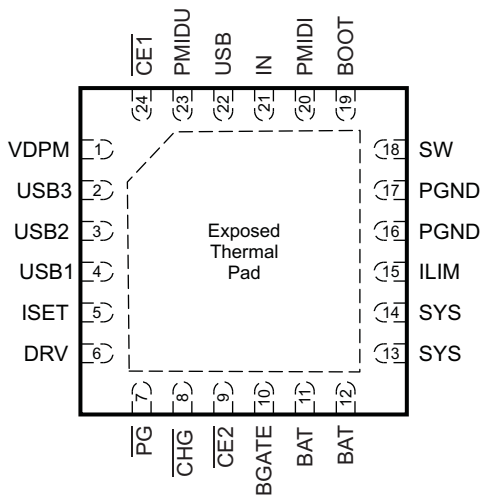 CE1 PMIDU USB IN PMIDI BOOT
24 23 22 21 20 19
VDPM 1 18 SW
USB3 2 17 PGND
USB2 3 16 PGND
USB1 4 15 ILIM
ISET 5 14 SYS
DRV 6 13 SYS
Exposed
Thermal
Pad
7 8 9 10 11 12
PG CHG CE2 BGATE BAT BAT